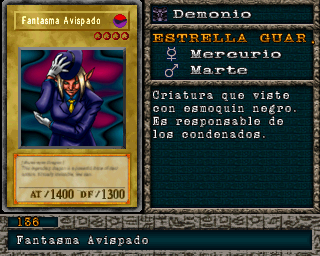 Fantasma Avispado
AT/1400 DF/1300
Demonio
ESTRELLA GUAR.
Mercurio
Marte
Criatura que viste
con esmoquin negro.
Es responsable de
los condenados.
136
Fantasma Avispado